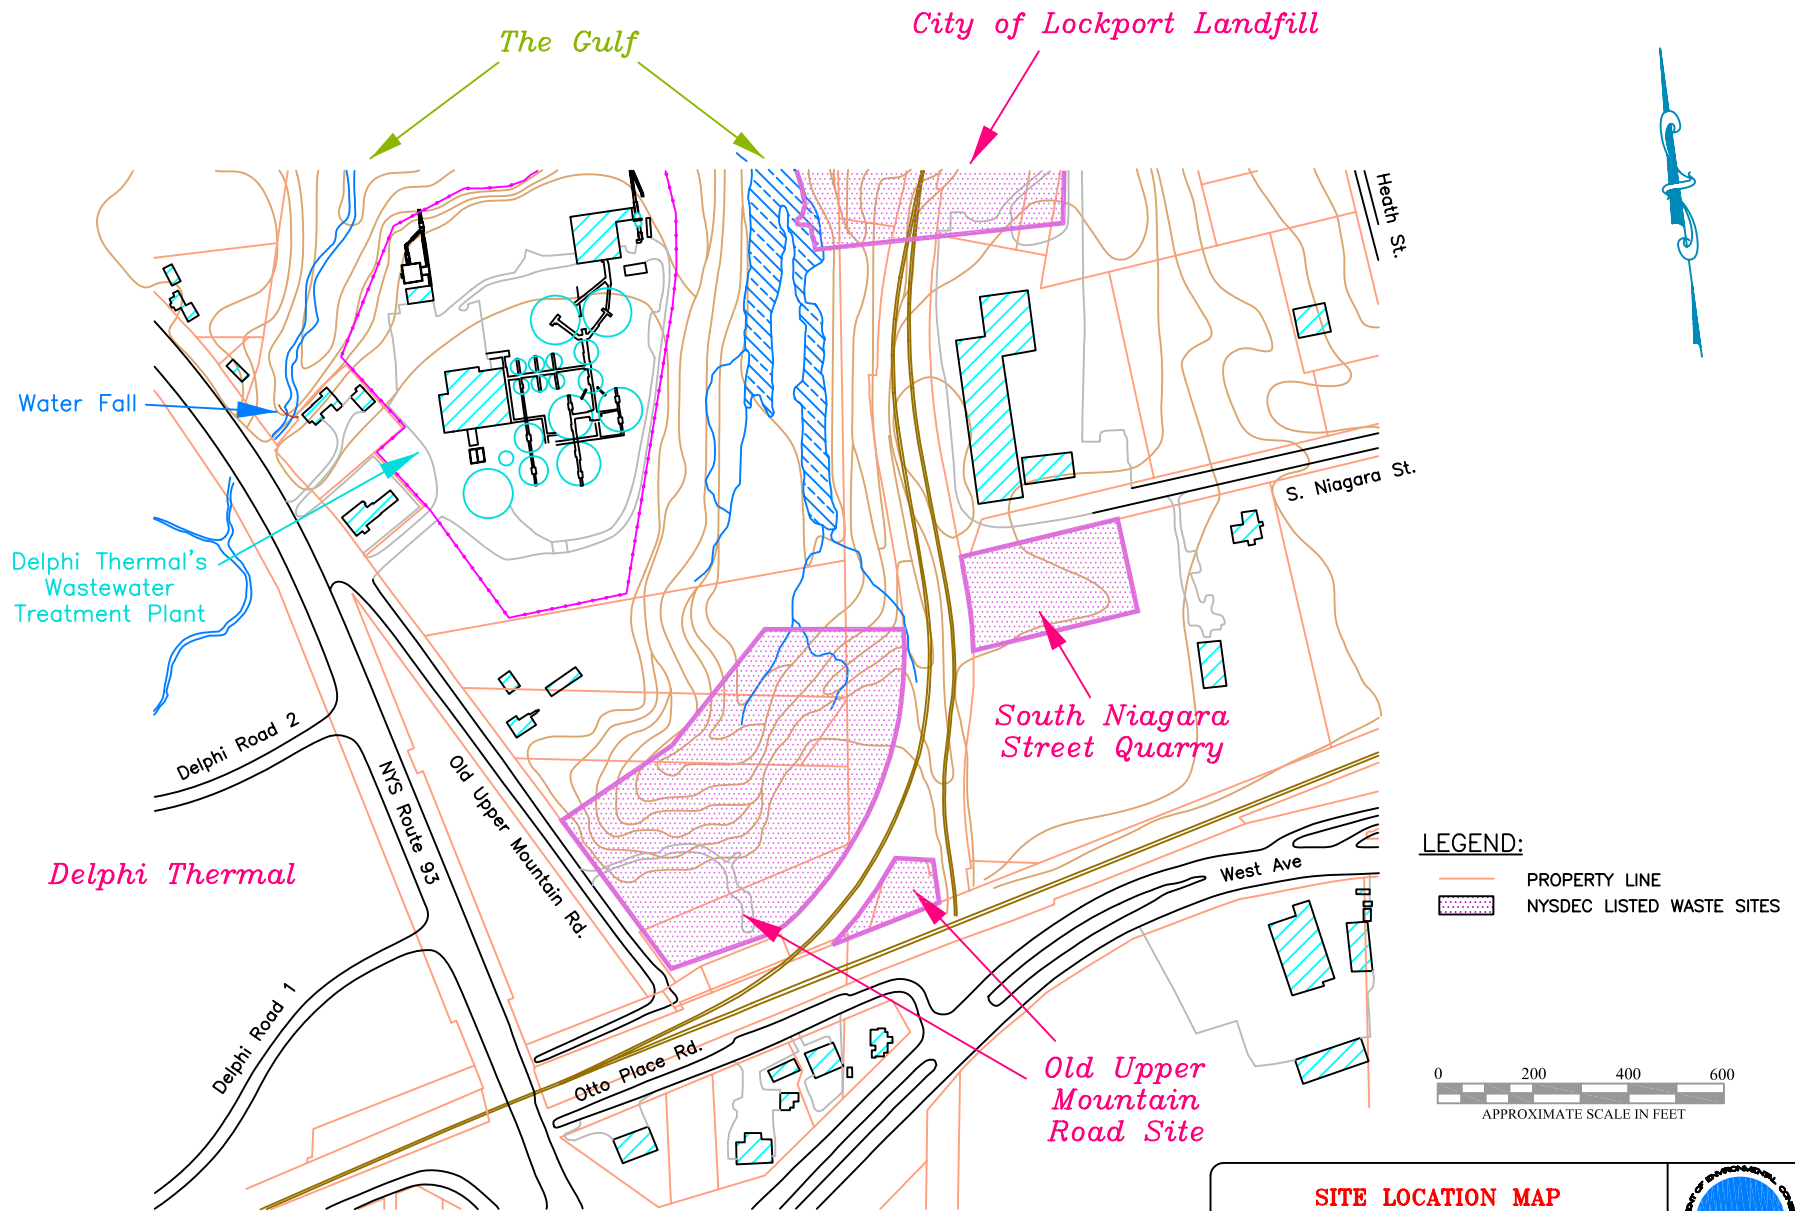 City of Lockport Landfill
The Gulf
Heath St.
Water Fall
S. Niagara St.
Delphi Thermal's
Wastewater
Treatment Plant
South Niagara
Street Quarry
Delphi Road 2
NYS Route 93
Old Upper Mountain Rd.
Delphi Thermal
West Ave
LEGEND:
PROPERTY LINE
NYSDEC LISTED WASTE SITES
Delphi Road 1
Otto Place Rd.
Old Upper
Mountain
Road Site
0 200 400 600
APPROXIMATE SCALE IN FEET
SITE LOCATION MAP
OF ENVIRONMENTAL